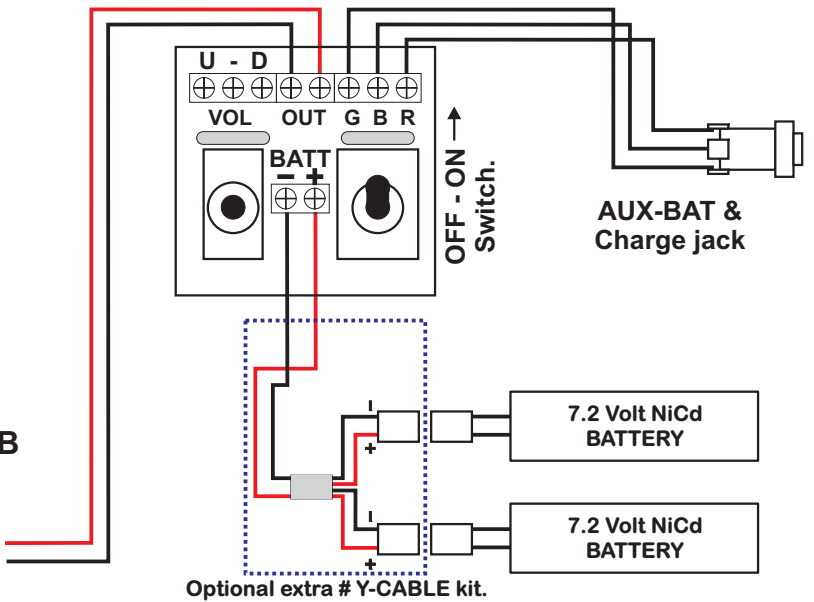 U - D
VOL
OUT
G B R
BATT
- +
OFF - ON
Switch.
AUX-BAT &
Charge jack
B
-
+
7.2 Volt NiCd
BATTERY
-
+
7.2 Volt NiCd
BATTERY
Optional extra # Y-CABLE kit.